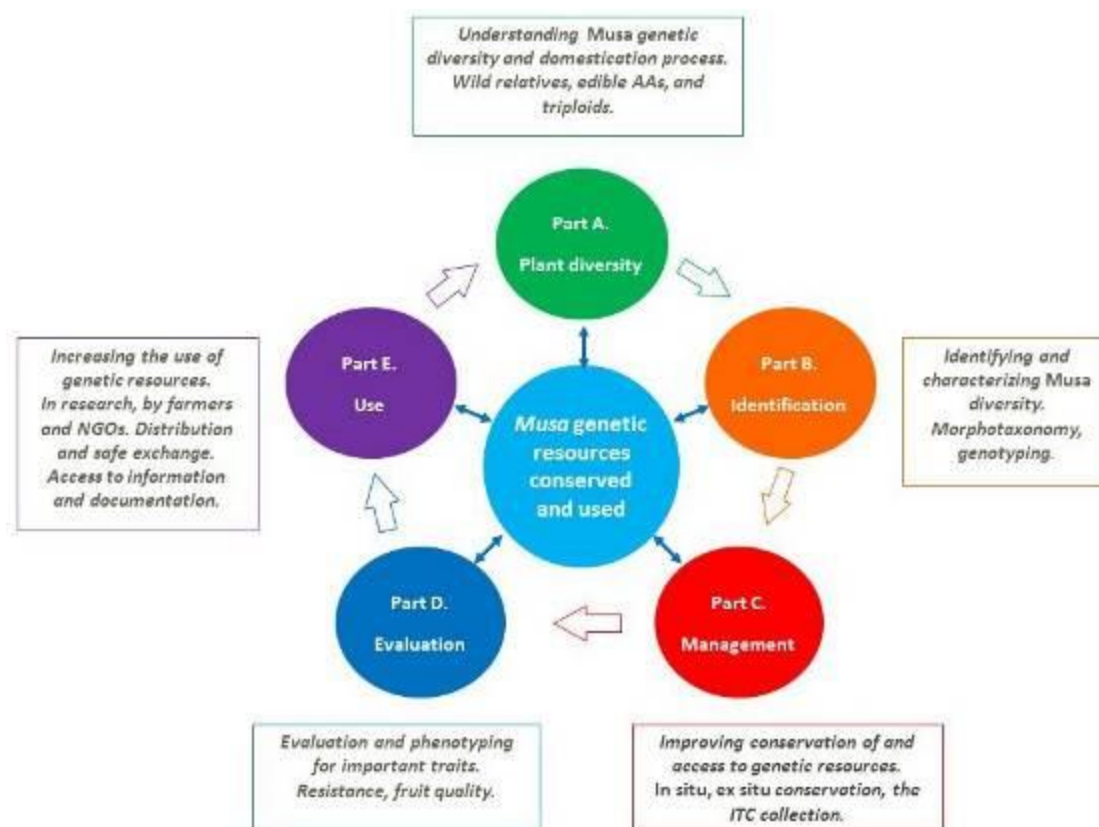 Understanding Musa genetic
diversity and domestication process.
Wild relatives, edible AAs, and
triploids.
Part A.
Plant diversity
Part B.
Identification
Identifying and
characterizing Musa
diversity.
Morphotaxonomy,
genotyping.
Part C.
Management
Improving conservation of and
access to genetic resources.
In situ, ex situ conservation, the
ITC collection.
Part D.
Evaluation
Evaluation and phenotyping
for important traits.
Resistance, fruit quality.
Part E.
Use
Increasing the use of
genetic resources.
In research, by farmers
and NGOs. Distribution
and safe exchange.
Access to information
and documentation.
Musa genetic
resources
conserved
and used